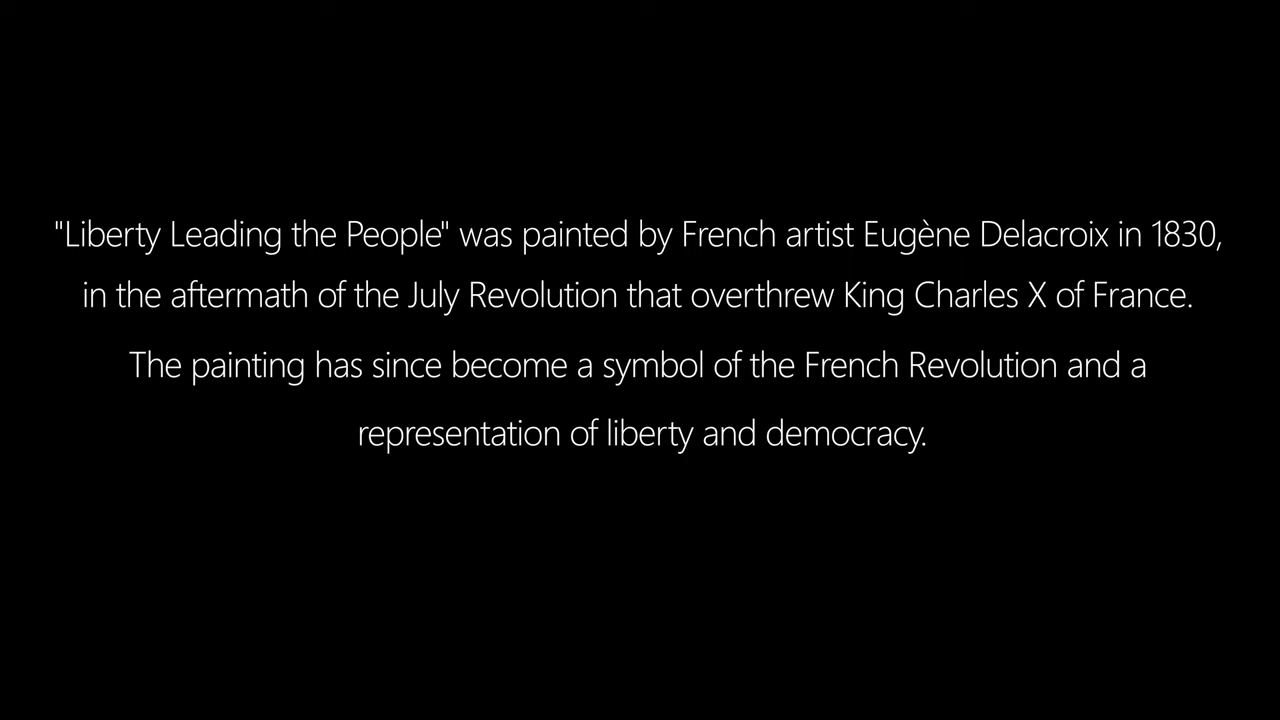 "Liberty Leading the People" was painted by French artist Eugène Delacroix in 1830,
in the aftermath of the July Revolution that overthrew King Charles X of France.
The painting has since become a symbol of the French Revolution and a
representation of liberty and democracy.